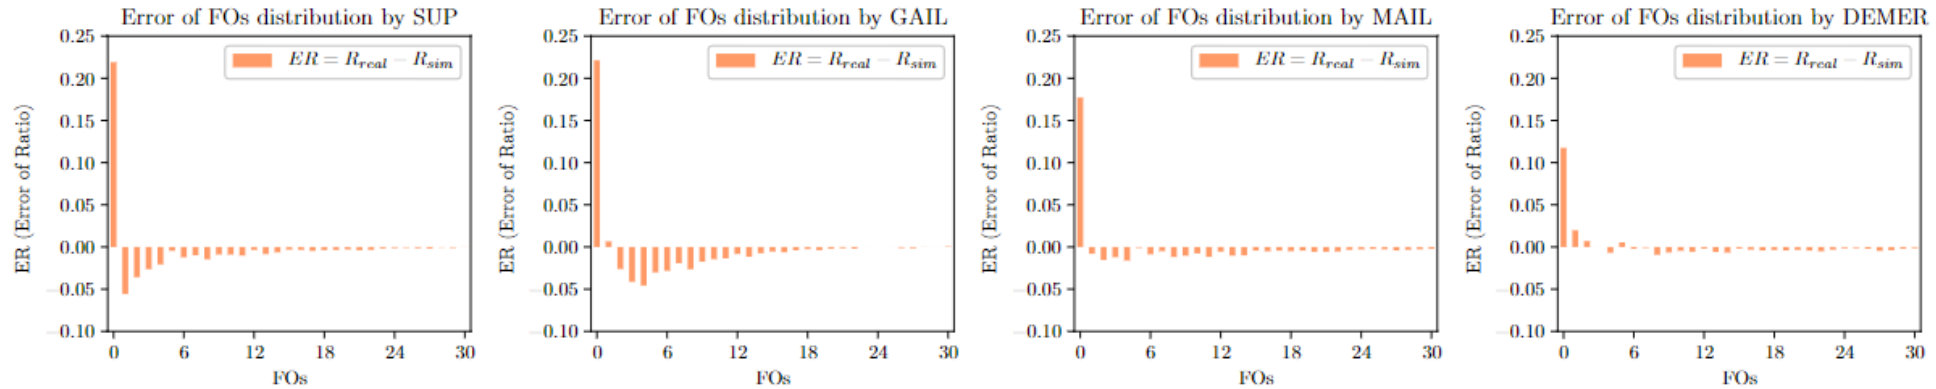 Error of FOs distribution by SUP
ER = R_real − R_sim
ER (Error of Ratio)
0.25
0.20
0.15
0.10
0.05
0.00
−0.05
−0.10
0 6 12 18 24 30
FOs
Error of FOs distribution by GAIL
ER = R_real − R_sim
ER (Error of Ratio)
0.25
0.20
0.15
0.10
0.05
0.00
−0.05
−0.10
0 6 12 18 24 30
FOs
Error of FOs distribution by MAIL
ER = R_real − R_sim
ER (Error of Ratio)
0.25
0.20
0.15
0.10
0.05
0.00
−0.05
−0.10
0 6 12 18 24 30
FOs
Error of FOs distribution by DEMER
ER = R_real − R_sim
ER (Error of Ratio)
0.25
0.20
0.15
0.10
0.05
0.00
−0.05
−0.10
0 6 12 18 24 30
FOs